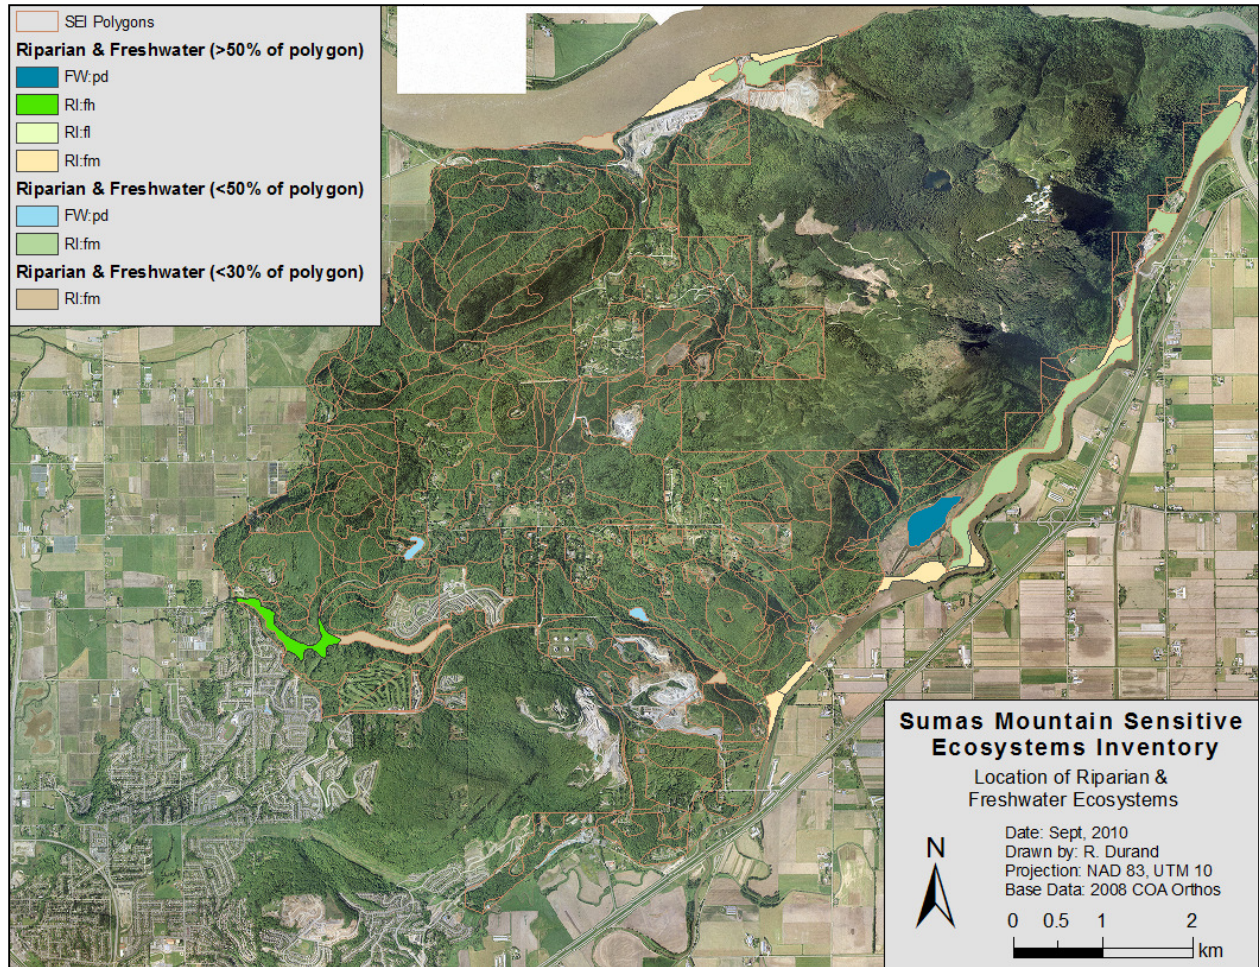 SEI Polygons
Riparian & Freshwater (>50% of polygon)
FW:pd
RI:fh
RI:fl
RI:fm
Riparian & Freshwater (<50% of polygon)
FW:pd
RI:fm
Riparian & Freshwater (<30% of polygon)
RI:fm
Sumas Mountain Sensitive
Ecosystems Inventory
Location of Riparian &
Freshwater Ecosystems
Date: Sept, 2010
Drawn by: R. Durand
Projection: NAD 83, UTM 10
Base Data: 2008 COA Orthos
N
0 0.5 1 2
km